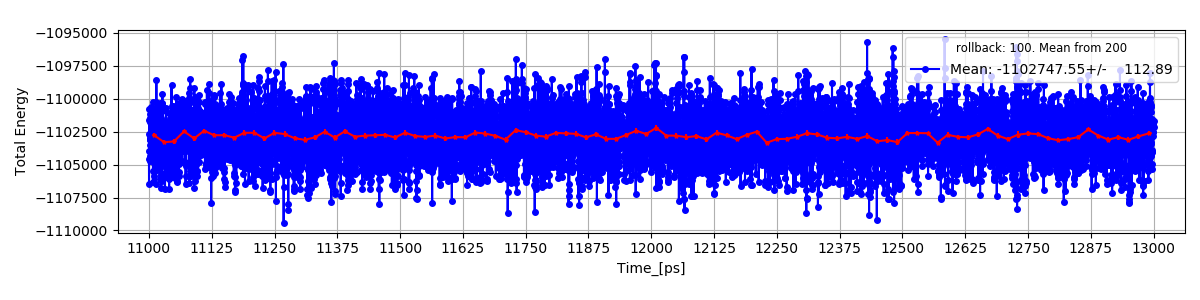 −1095000
−1097500
−1100000
−1102500
−1105000
−1107500
−1110000
Total Energy
rollback: 100. Mean from 200
Mean: -1102747.55+/- 112.89
11000 11125 11250 11375 11500 11625 11750 11875 12000 12125 12250 12375 12500 12625 12750 12875 13000
Time_[ps]